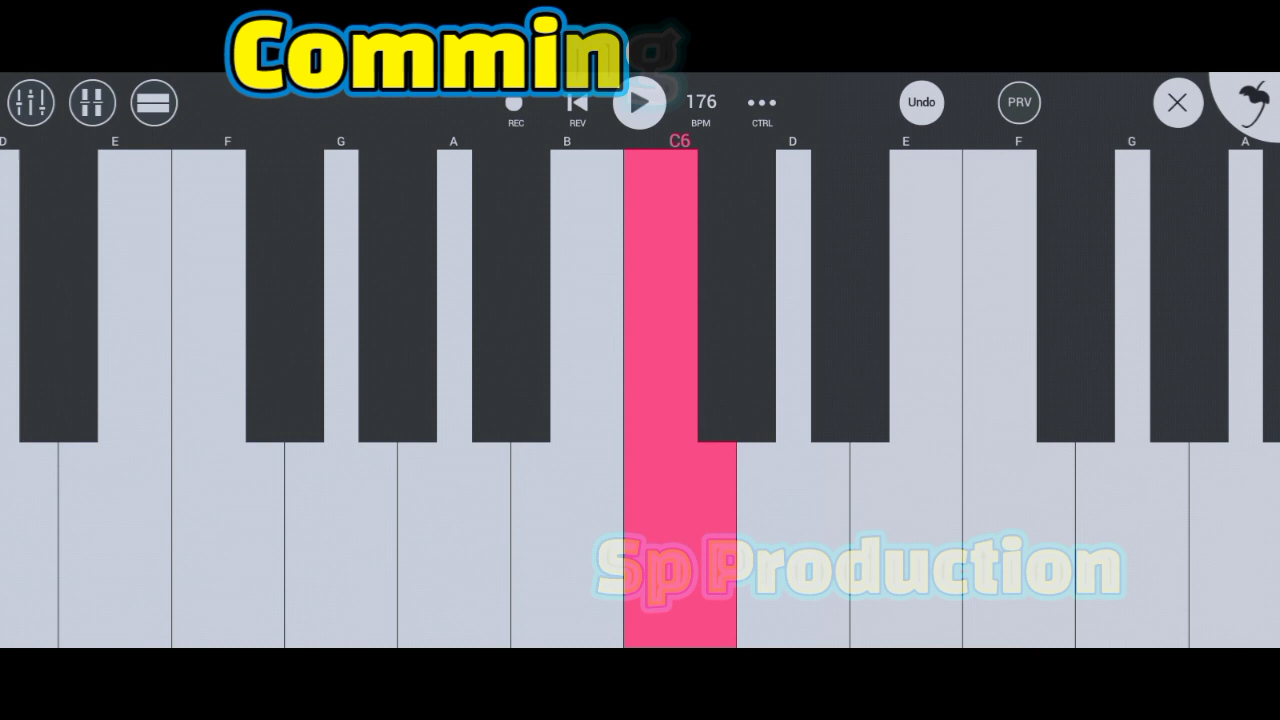 Comming
176
Undo
PRV
REC
REV
BPM
CTRL
D E F G A B C6 D E F G A
Sp Production